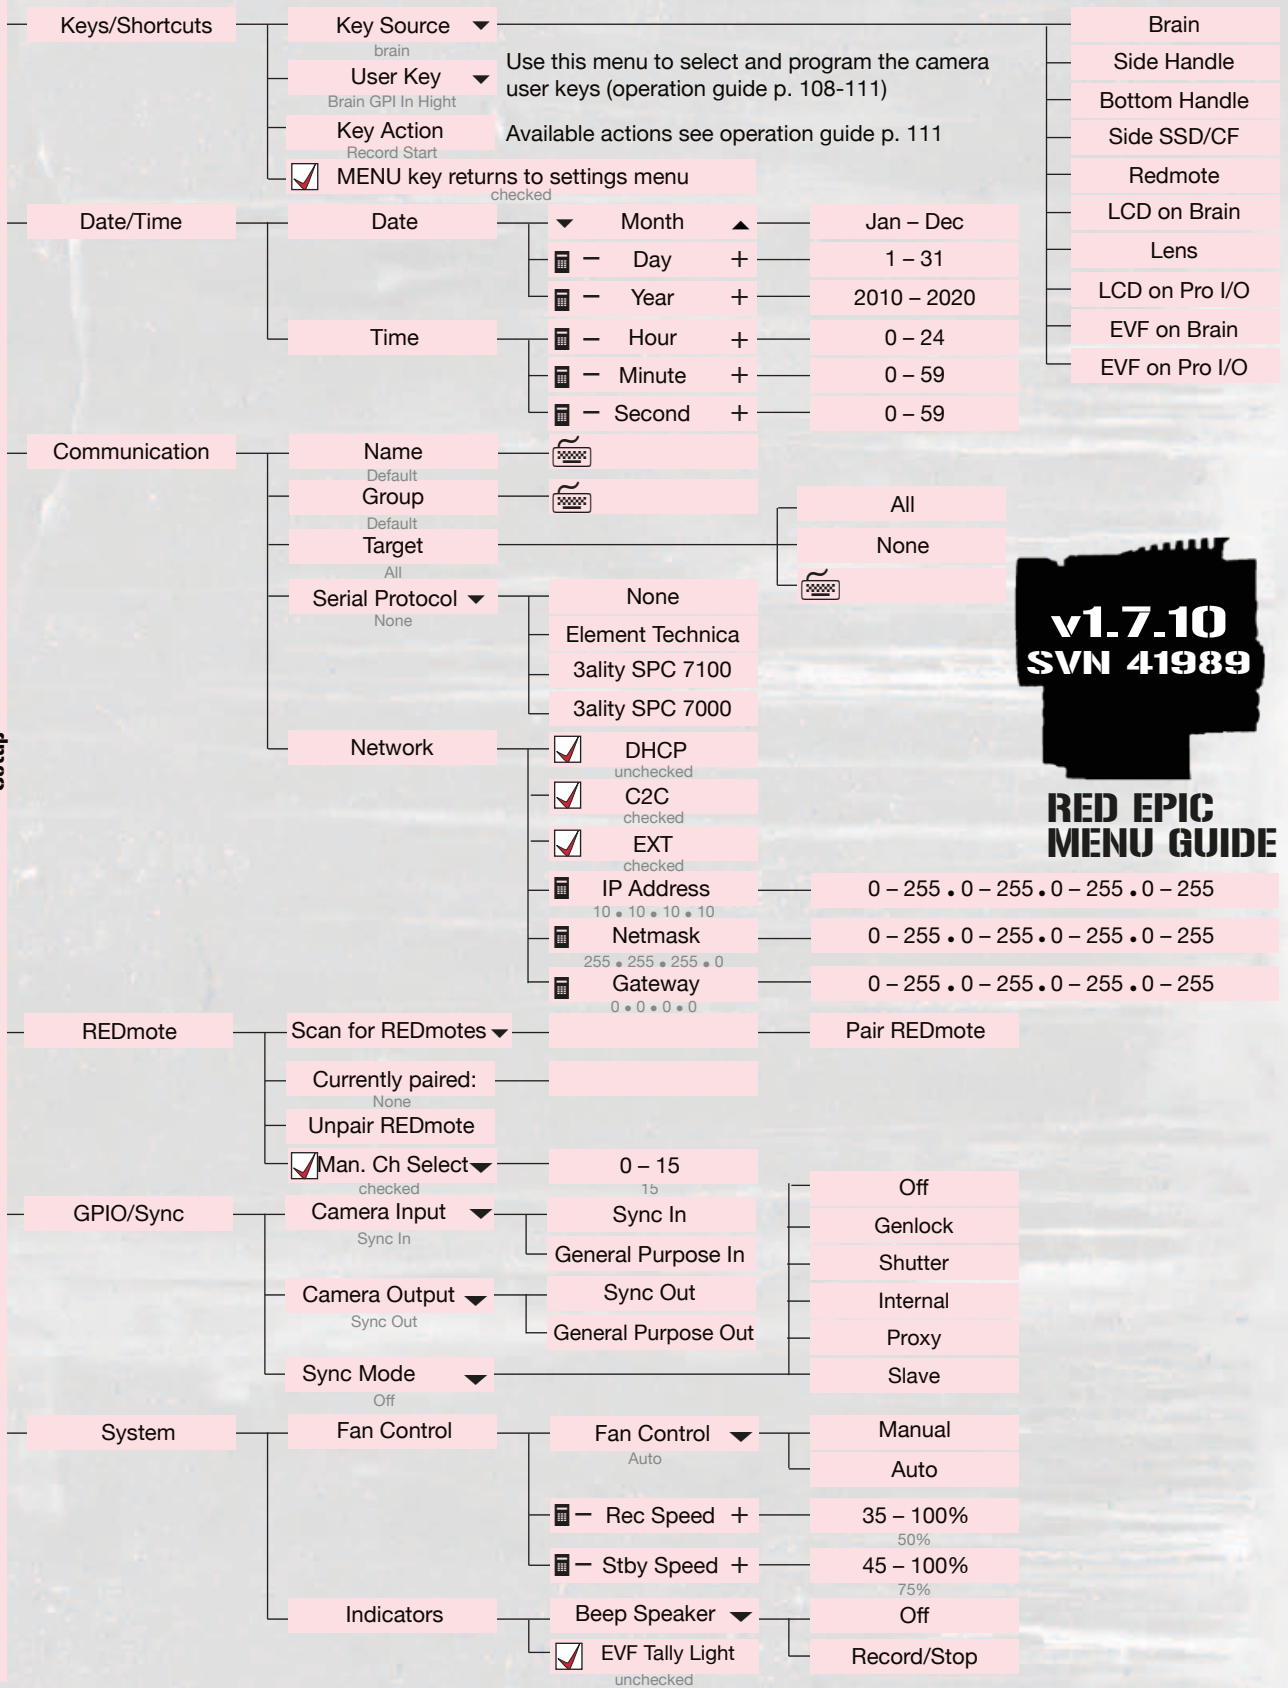 Keys/Shortcuts
Key Source
brain
User Key
Brain GPI In Hight
Use this menu to select and program the camera
user keys (operation guide p. 108-111)
Key Action
Record Start
Available actions see operation guide p. 111
MENU key returns to settings menu
checked
Brain
Side Handle
Bottom Handle
Side SSD/CF
Redmote
LCD on Brain
Lens
LCD on Pro I/O
EVF on Brain
EVF on Pro I/O
Date/Time
Date
Month
Jan – Dec
– Day +
1 – 31
– Year +
2010 – 2020
Time
– Hour +
0 – 24
– Minute +
0 – 59
– Second +
0 – 59
Communication
Name
Default
Group
Default
Target
All
All
None
Serial Protocol
None
None
Element Technica
3ality SPC 7100
3ality SPC 7000
v1.7.10
SVN 41989
RED EPIC
MENU GUIDE
Setup
Network
DHCP
unchecked
C2C
checked
EXT
checked
IP Address
10 • 10 • 10 • 10
0 – 255 • 0 – 255 • 0 – 255 • 0 – 255
Netmask
255 • 255 • 255 • 0
0 – 255 • 0 – 255 • 0 – 255 • 0 – 255
Gateway
0 • 0 • 0 • 0
0 – 255 • 0 – 255 • 0 – 255 • 0 – 255
REDmote
Scan for REDmotes
Pair REDmote
Currently paired:
None
Unpair REDmote
Man. Ch Select
checked
0 – 15
15
GPIO/Sync
Camera Input
Sync In
Sync In
General Purpose In
Camera Output
Sync Out
Sync Out
General Purpose Out
Sync Mode
Off
Off
Genlock
Shutter
Internal
Proxy
Slave
System
Fan Control
Fan Control
Auto
Manual
Auto
– Rec Speed +
35 – 100%
50%
– Stby Speed +
45 – 100%
75%
Indicators
Beep Speaker
Off
Record/Stop
EVF Tally Light
unchecked